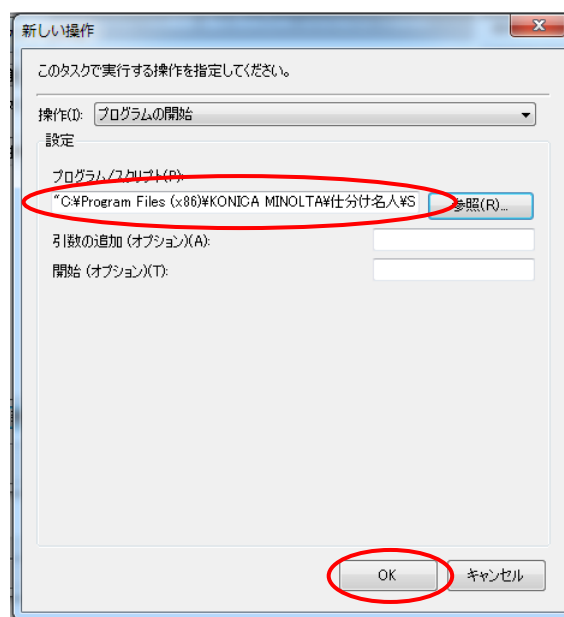 新しい操作
このタスクで実行する操作を指定してください。
操作(I): プログラムの開始
設定
プログラム/スクリプト(P):
"C:¥Program Files (x86)¥KONICA MINOLTA¥仕分け名人¥S 参照(R)...
引数の追加 (オプション)(A):
開始 (オプション)(T):
OK キャンセル